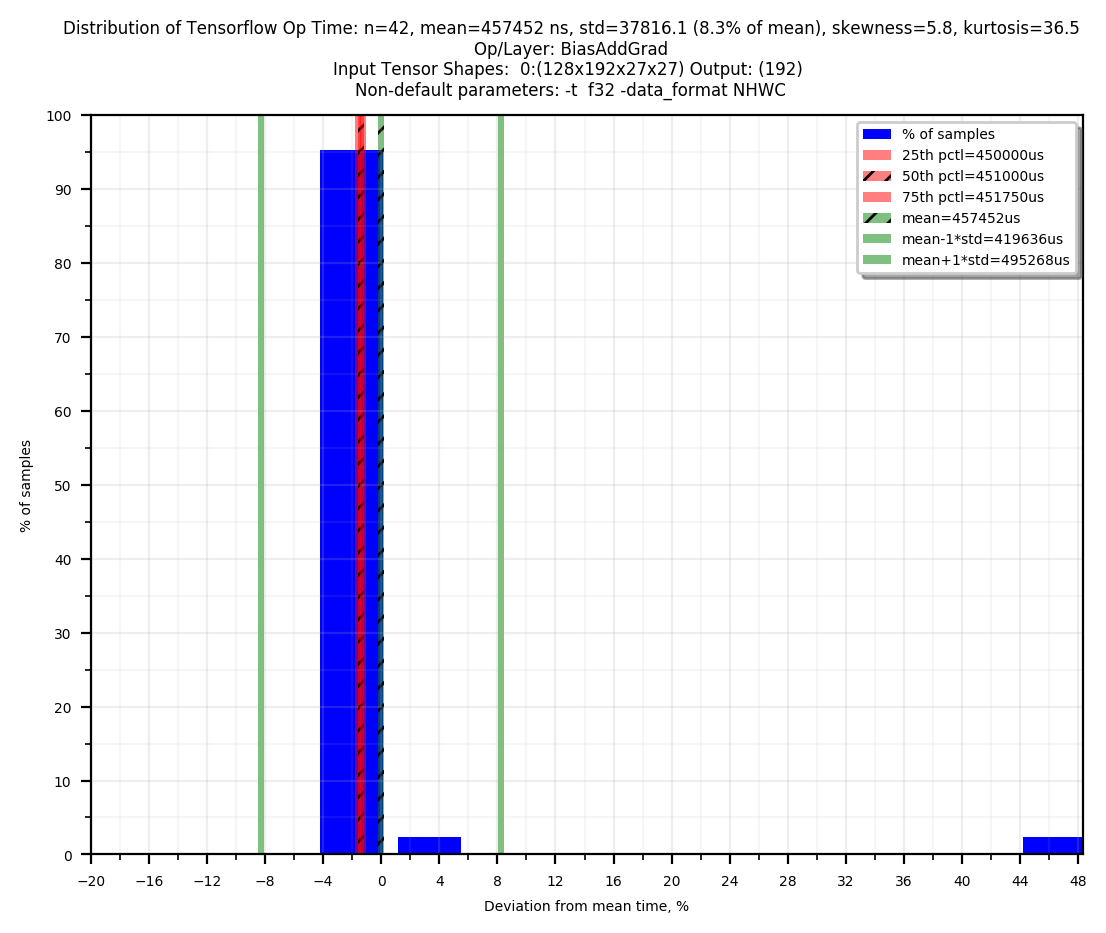 Distribution of Tensorflow Op Time: n=42, mean=457452 ns, std=37816.1 (8.3% of mean), skewness=5.8, kurtosis=36.5
Op/Layer: BiasAddGrad
Input Tensor Shapes:  0:(128x192x27x27) Output: (192)
Non-default parameters: -t  f32 -data_format NHWC
% of samples
100
90
80
70
60
50
40
30
20
10
0
% of samples
25th pctl=450000us
50th pctl=451000us
75th pctl=451750us
mean=457452us
mean-1*std=419636us
mean+1*std=495268us
−20 −16 −12 −8 −4 0 4 8 12 16 20 24 28 32 36 40 44 48
Deviation from mean time, %